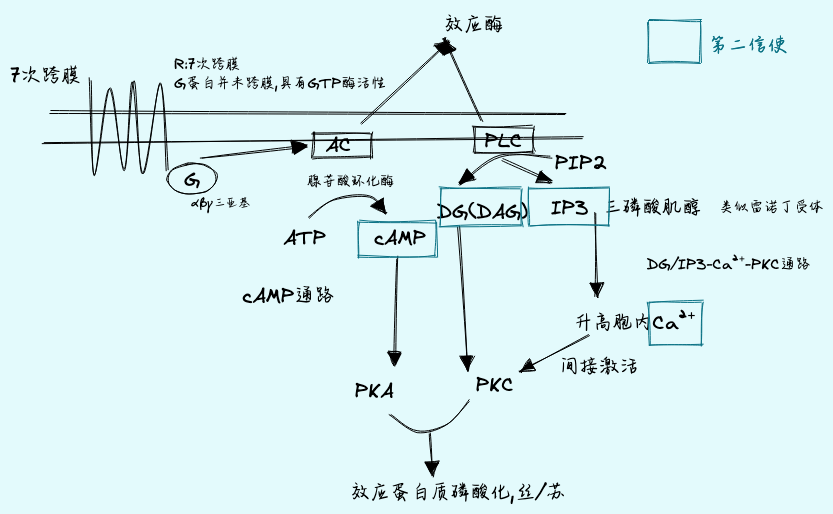 效应酶
第二信使
7次跨膜
R:7次跨膜
G蛋白并未跨膜,具有GTP酶活性
AC
PLC
G
αβγ三亚基
腺苷酸环化酶
PIP2
ATP
cAMP
DG(DAG)
IP3
三磷酸肌醇
类似雷诺丁受体
cAMP通路
DG/IP3-Ca²⁺-PKC通路
升高胞内Ca²⁺
间接激活
PKA
PKC
效应蛋白质磷酸化,丝/苏